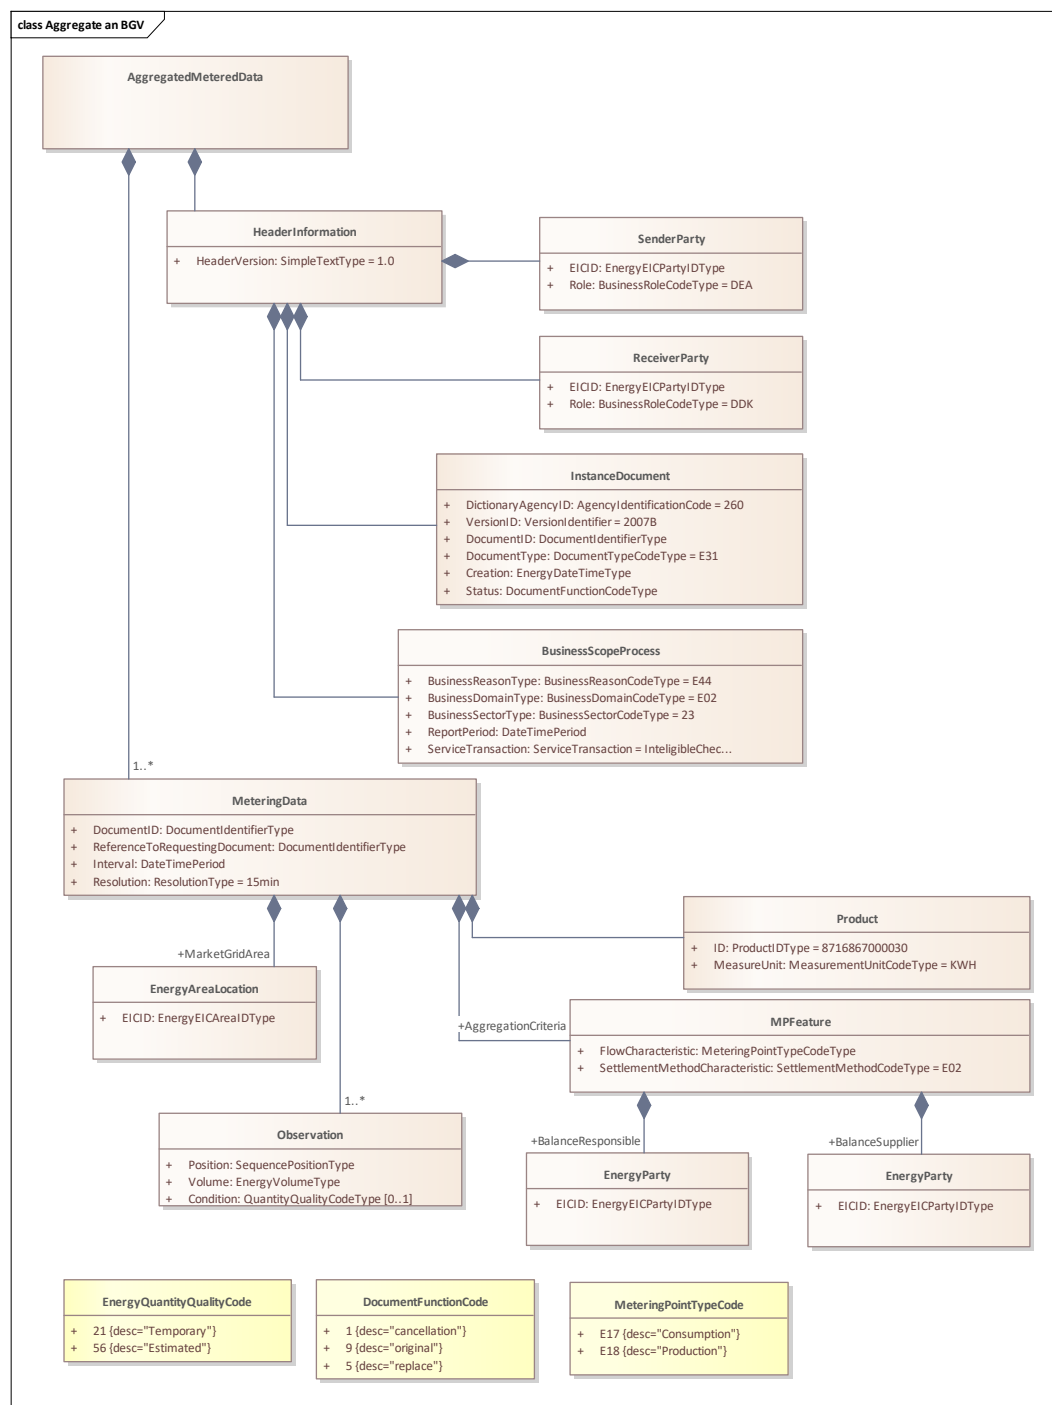 class Aggregate an BGV
AggregatedMeteredData
HeaderInformation
+ HeaderVersion: SimpleTextType = 1.0
SenderParty
+ EICID: EnergyEICPartyIDType
+ Role: BusinessRoleCodeType = DEA
ReceiverParty
+ EICID: EnergyEICPartyIDType
+ Role: BusinessRoleCodeType = DDK
InstanceDocument
+ DictionaryAgencyID: AgencyIdentificationCode = 260
+ VersionID: VersionIdentifier = 2007B
+ DocumentID: DocumentIdentifierType
+ DocumentType: DocumentTypeCodeType = E31
+ Creation: EnergyDateTimeType
+ Status: DocumentFunctionCodeType
BusinessScopeProcess
+ BusinessReasonType: BusinessReasonCodeType = E44
+ BusinessDomainType: BusinessDomainCodeType = E02
+ BusinessSectorType: BusinessSectorCodeType = 23
+ ReportPeriod: DateTimePeriod
+ ServiceTransaction: ServiceTransaction = InteligibleChec...
1..*
MeteringData
+ DocumentID: DocumentIdentifierType
+ ReferenceToRequestingDocument: DocumentIdentifierType
+ Interval: DateTimePeriod
+ Resolution: ResolutionType = 15min
Product
+ ID: ProductIDType = 8716867000030
+ MeasureUnit: MeasurementUnitCodeType = KWH
+MarketGridArea
EnergyAreaLocation
+ EICID: EnergyEICAreaIDType
+AggregationCriteria
MPFeature
+ FlowCharacteristic: MeteringPointTypeCodeType
+ SettlementMethodCharacteristic: SettlementMethodCodeType = E02
1..*
Observation
+ Position: SequencePositionType
+ Volume: EnergyVolumeType
+ Condition: QuantityQualityCodeType [0..1]
+BalanceResponsible
EnergyParty
+ EICID: EnergyEICPartyIDType
+BalanceSupplier
EnergyParty
+ EICID: EnergyEICPartyIDType
EnergyQuantityQualityCode
+ 21 {desc="Temporary"}
+ 56 {desc="Estimated"}
DocumentFunctionCode
+ 1 {desc="cancellation"}
+ 9 {desc="original"}
+ 5 {desc="replace"}
MeteringPointTypeCode
+ E17 {desc="Consumption"}
+ E18 {desc="Production"}